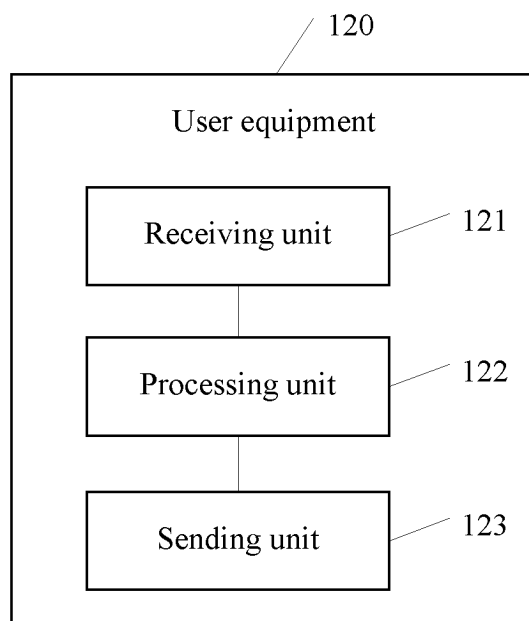 120
User equipment
Receiving unit
121
Processing unit
122
Sending unit
123